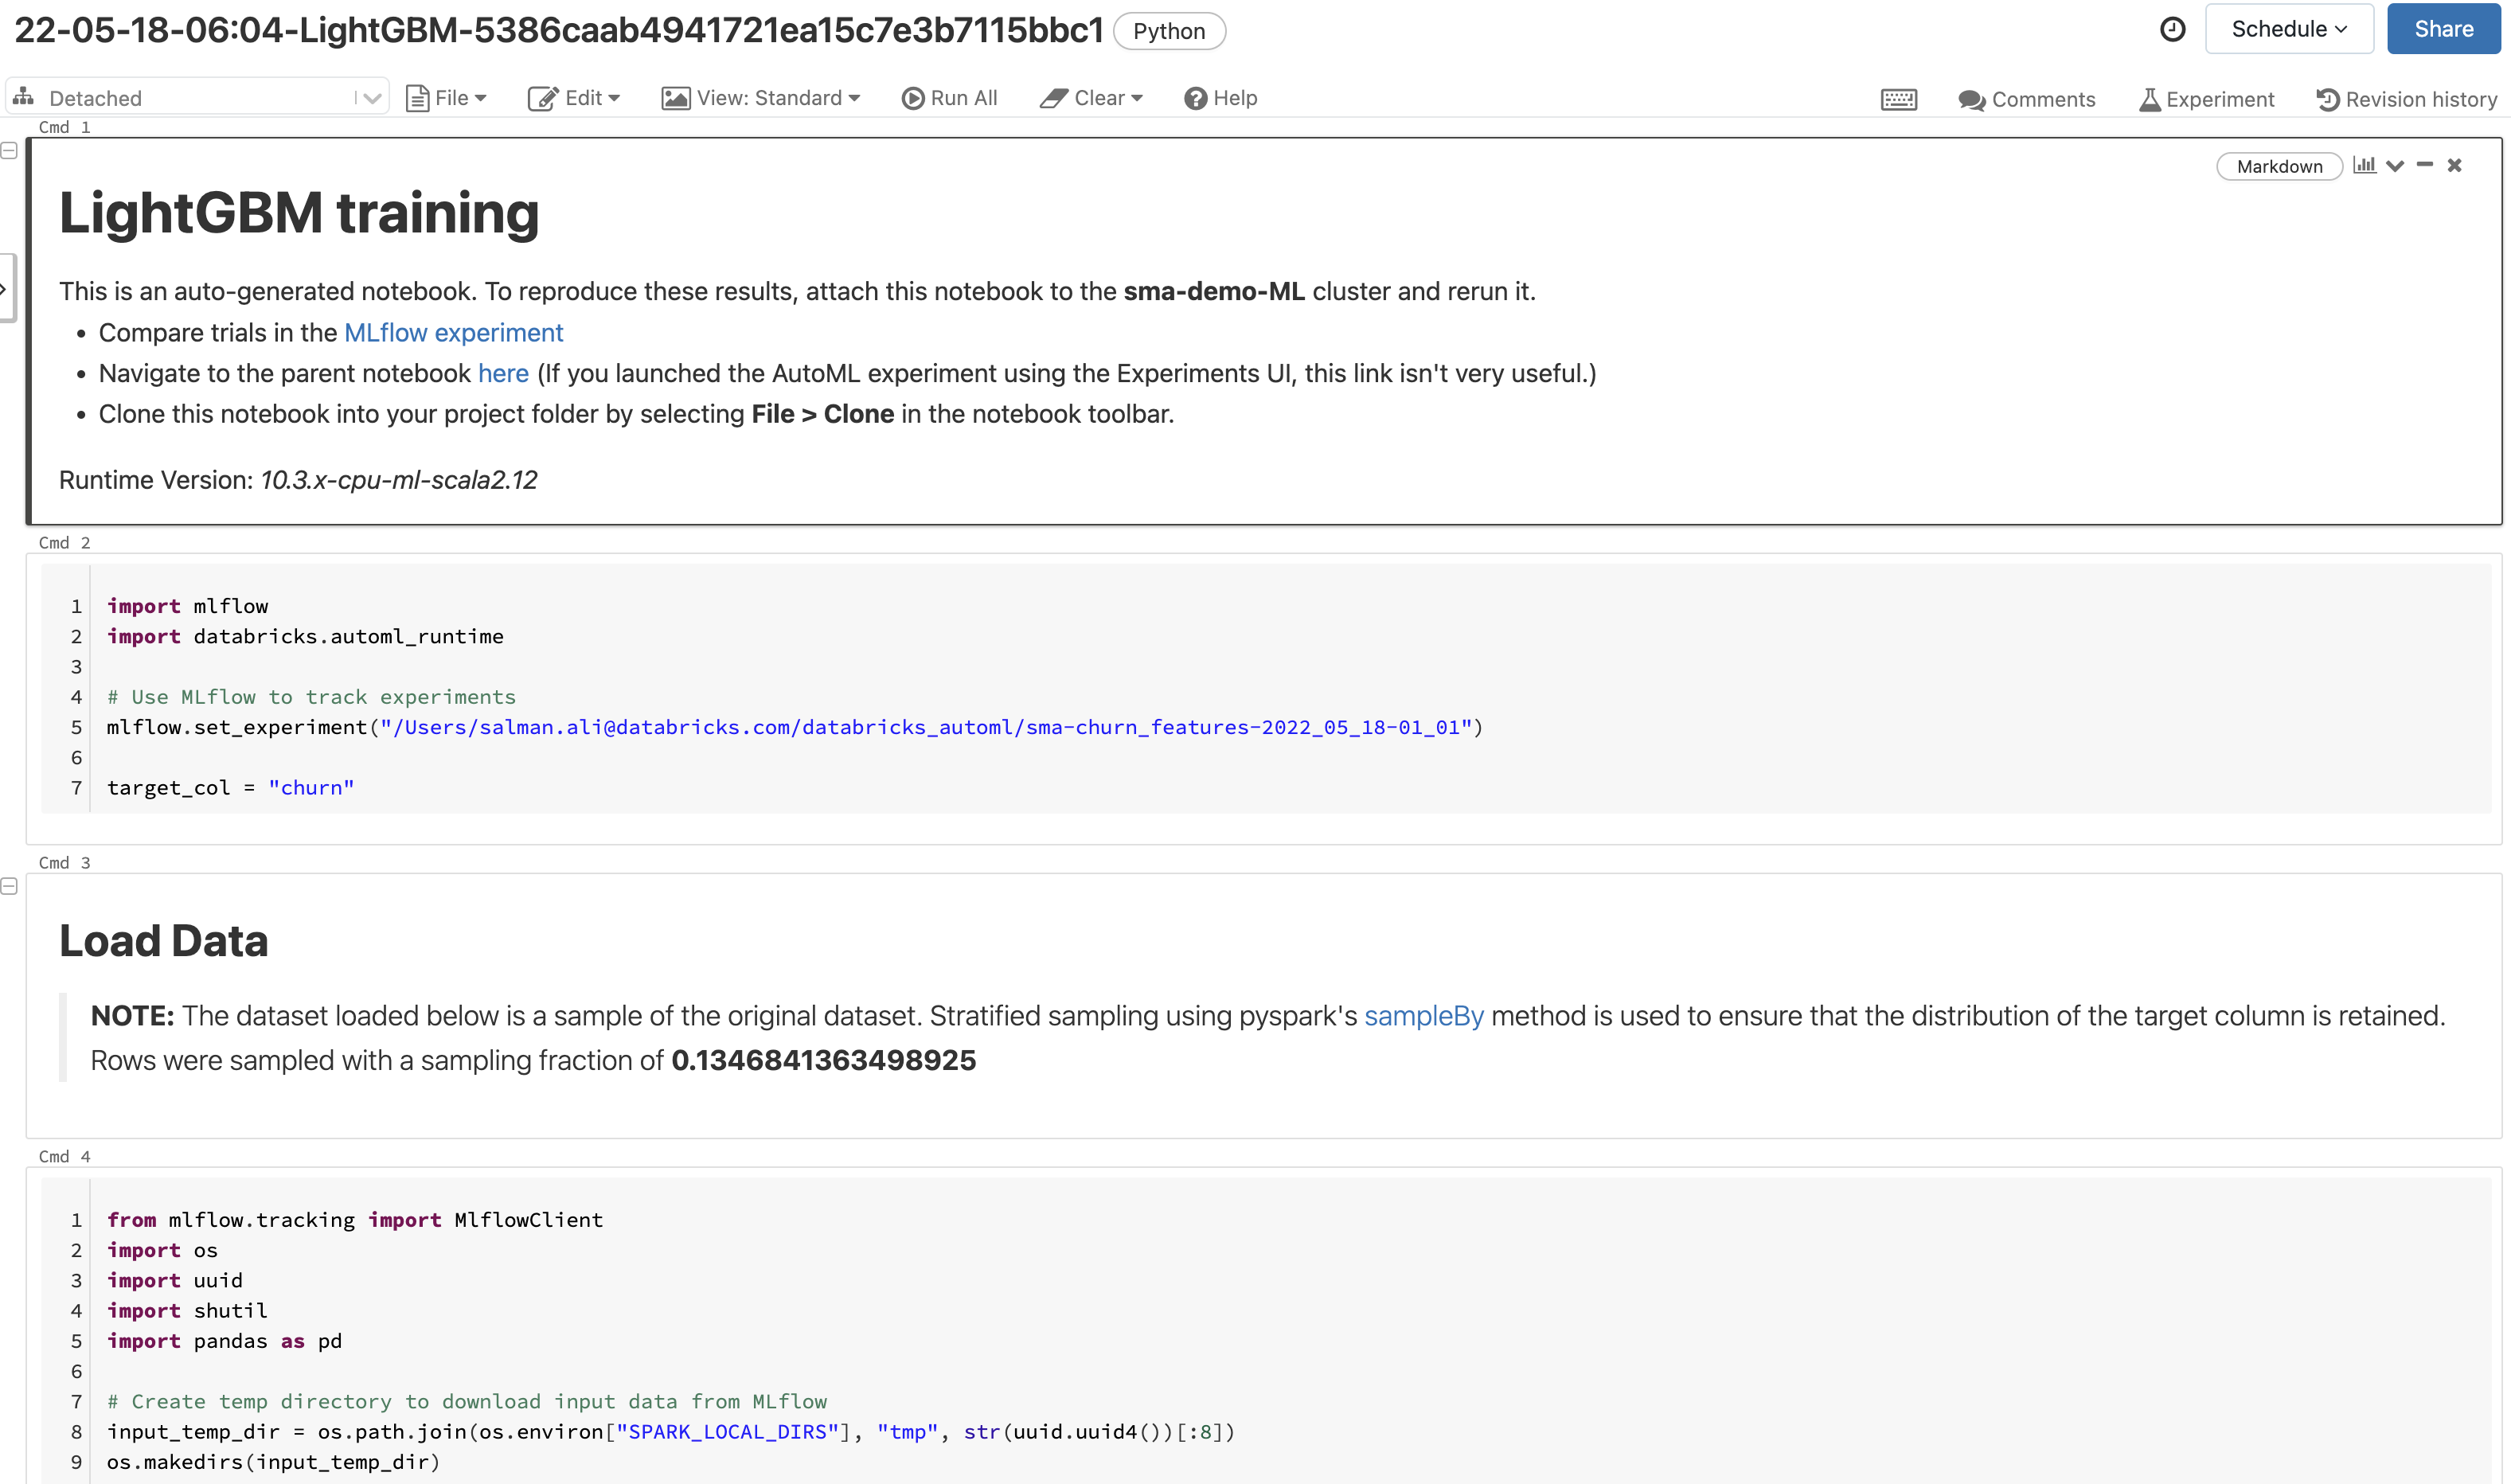 22-05-18-06:04-LightGBM-5386caab4941721ea15c7e3b7115bbc1 Python Schedule Share
Detached File Edit View: Standard Run All Clear Help Comments Experiment Revision history
Cmd 1
Markdown
LightGBM training
This is an auto-generated notebook. To reproduce these results, attach this notebook to the sma-demo-ML cluster and rerun it.
• Compare trials in the MLflow experiment
• Navigate to the parent notebook here (If you launched the AutoML experiment using the Experiments UI, this link isn't very useful.)
• Clone this notebook into your project folder by selecting File > Clone in the notebook toolbar.
Runtime Version: 10.3.x-cpu-ml-scala2.12
Cmd 2
1 import mlflow
2 import databricks.automl_runtime
3
4 # Use MLflow to track experiments
5 mlflow.set_experiment("/Users/salman.ali@databricks.com/databricks_automl/sma-churn_features-2022_05_18-01_01")
6
7 target_col = "churn"
Cmd 3
Load Data
NOTE: The dataset loaded below is a sample of the original dataset. Stratified sampling using pyspark's sampleBy method is used to ensure that the distribution of the target column is retained.
Rows were sampled with a sampling fraction of 0.1346841363498925
Cmd 4
1 from mlflow.tracking import MlflowClient
2 import os
3 import uuid
4 import shutil
5 import pandas as pd
6
7 # Create temp directory to download input data from MLflow
8 input_temp_dir = os.path.join(os.environ["SPARK_LOCAL_DIRS"], "tmp", str(uuid.uuid4())[:8])
9 os.makedirs(input_temp_dir)